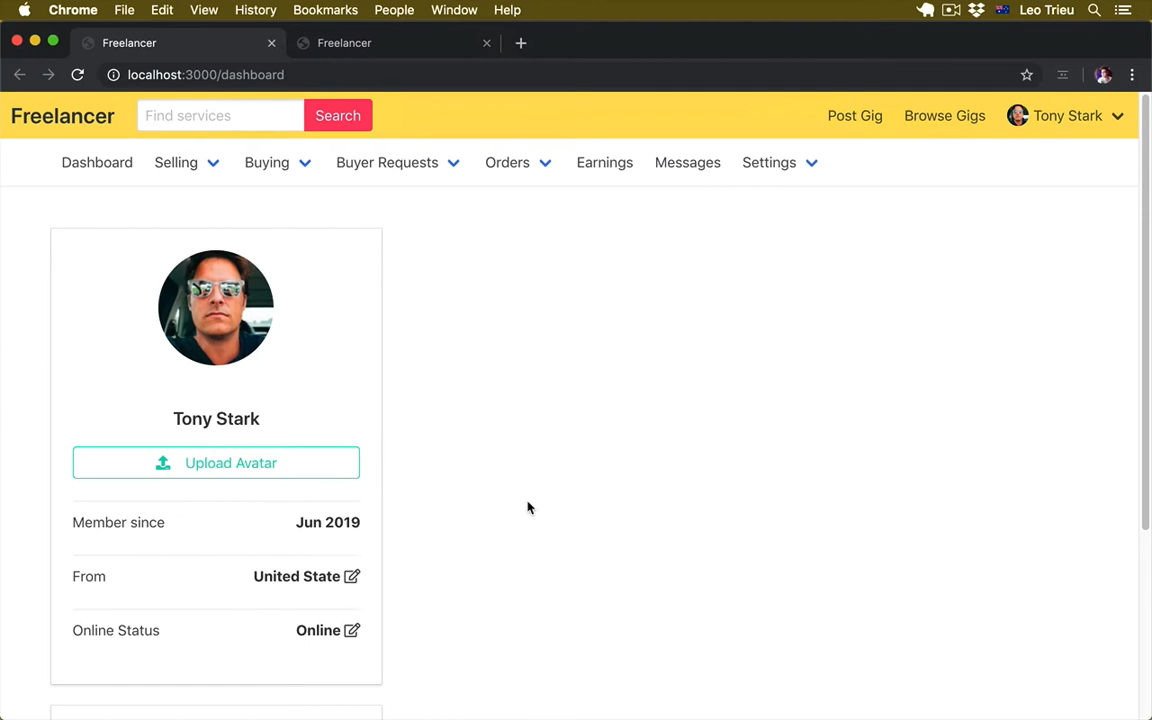 Chrome File Edit View History Bookmarks People Window Help Leo Trieu
Freelancer Freelancer
localhost:3000/dashboard
Freelancer Find services Search Post Gig Browse Gigs Tony Stark
Dashboard Selling Buying Buyer Requests Orders Earnings Messages Settings
Tony Stark
Upload Avatar
Member since Jun 2019
From United State
Online Status Online